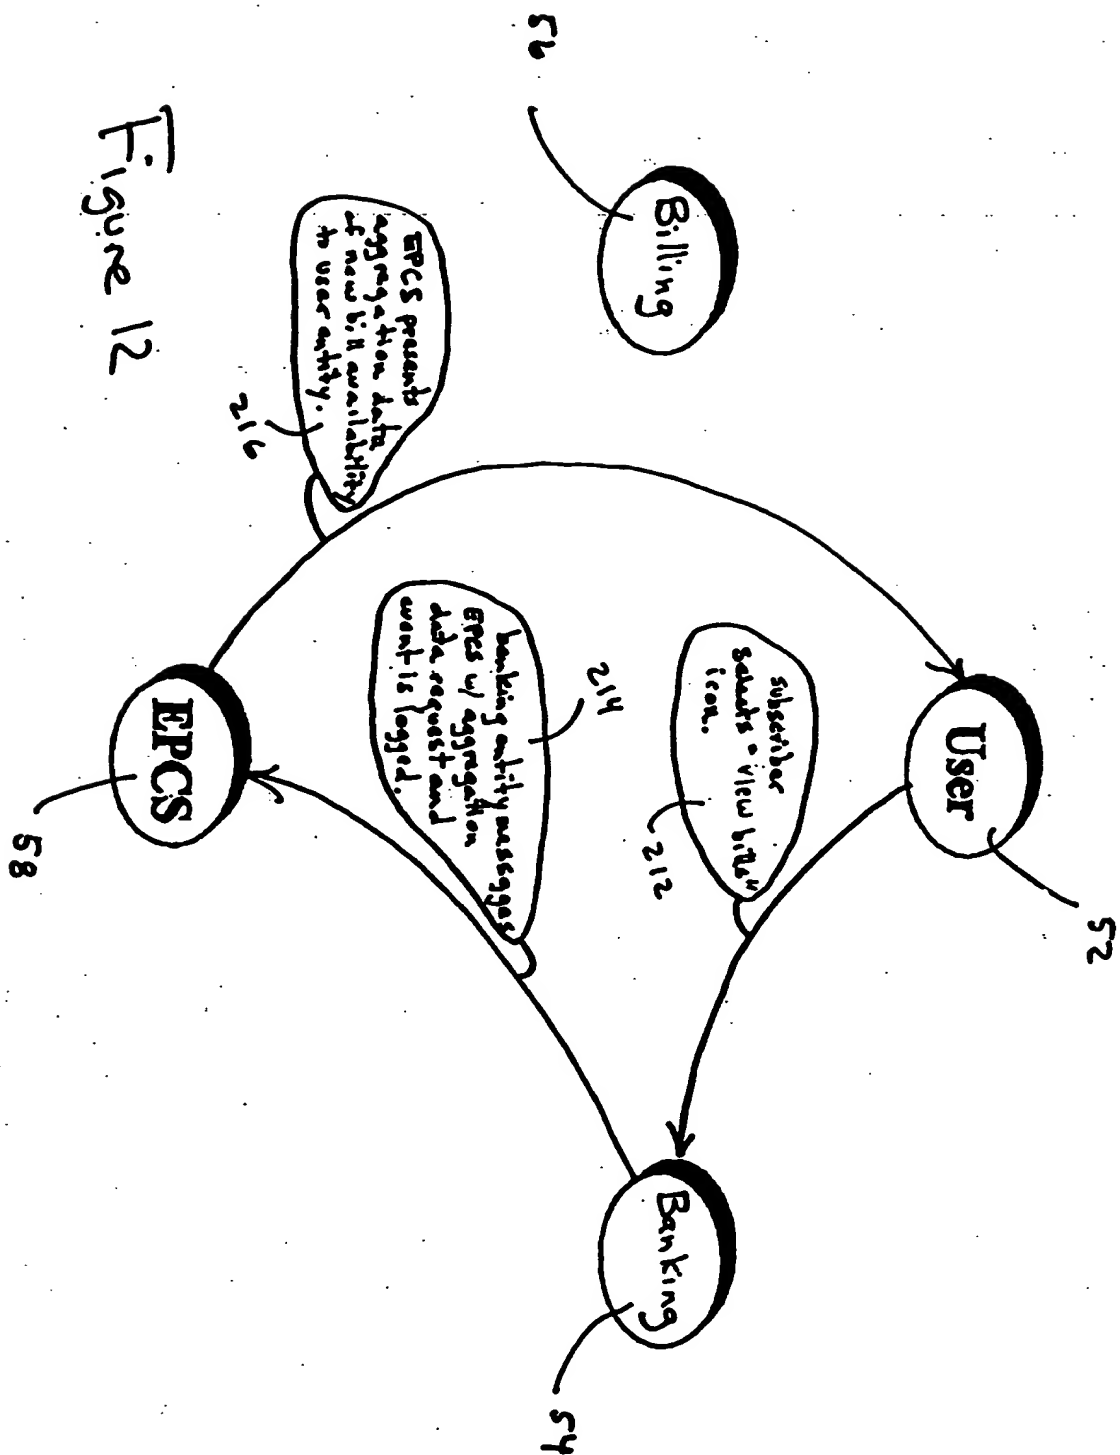 52
User
subscriber
selects "view bills"
icon.
212
56
Billing
Banking
54
214
banking entity messages
EPCS w/ aggregation
data request and
event is logged.
EPCS presents
aggregation data
of new bill availability
to user entity.
216
EPCS
58
Figure 12